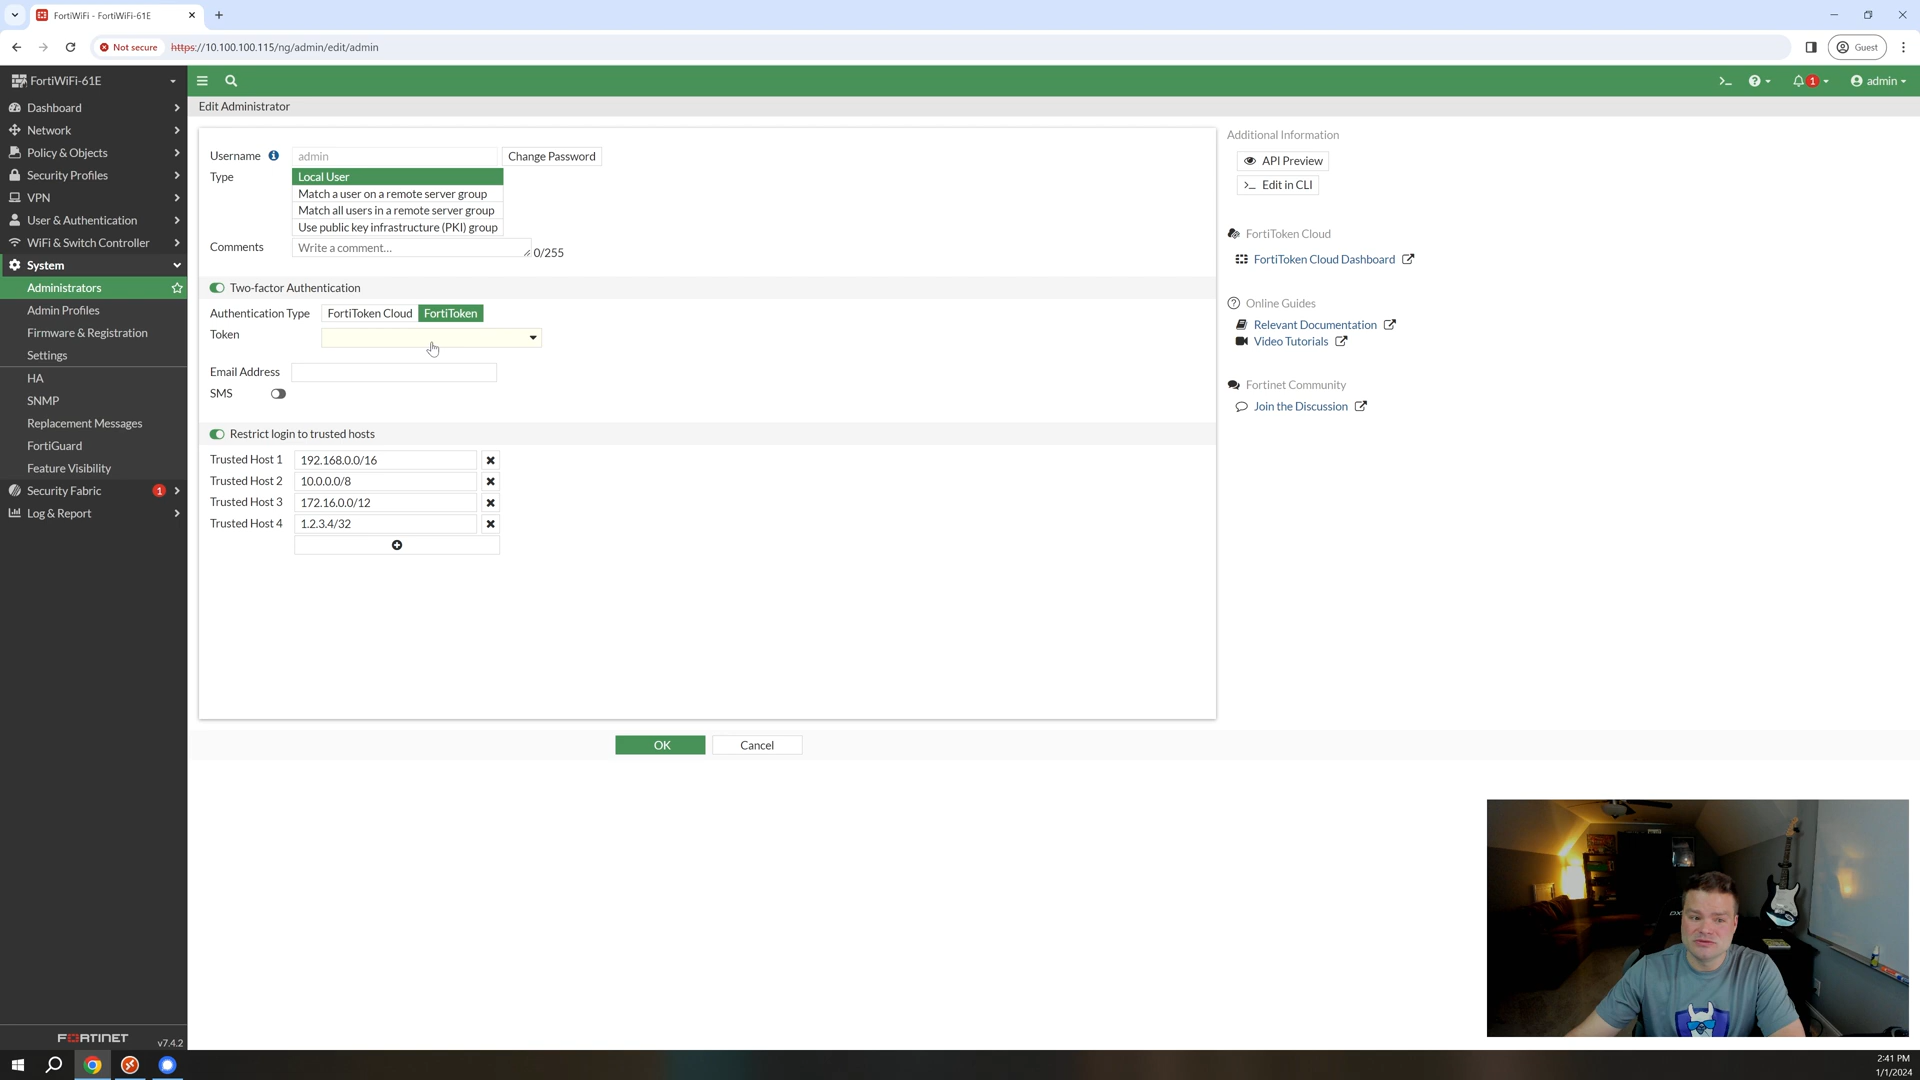 FortiWiFi - FortiWiFi-61E
Not secure
https://10.100.100.115/ng/admin/edit/admin
Guest
FortiWiFi-61E
1
admin
Dashboard
Network
Policy & Objects
Security Profiles
VPN
User & Authentication
WiFi & Switch Controller
System
Administrators
Admin Profiles
Firmware & Registration
Settings
HA
SNMP
Replacement Messages
FortiGuard
Feature Visibility
Security Fabric 1
Log & Report
FORTINET v7.4.2
Edit Administrator
Username admin Change Password
Type Local User
Match a user on a remote server group
Match all users in a remote server group
Use public key infrastructure (PKI) group
Comments Write a comment... 0/255
Two-factor Authentication
Authentication Type FortiToken Cloud FortiToken
Token
Email Address
SMS
Restrict login to trusted hosts
Trusted Host 1 192.168.0.0/16
Trusted Host 2 10.0.0.0/8
Trusted Host 3 172.16.0.0/12
Trusted Host 4 1.2.3.4/32
OK Cancel
Additional Information
API Preview
>_ Edit in CLI
FortiToken Cloud
FortiToken Cloud Dashboard
Online Guides
Relevant Documentation
Video Tutorials
Fortinet Community
Join the Discussion
2:41 PM
1/1/2024